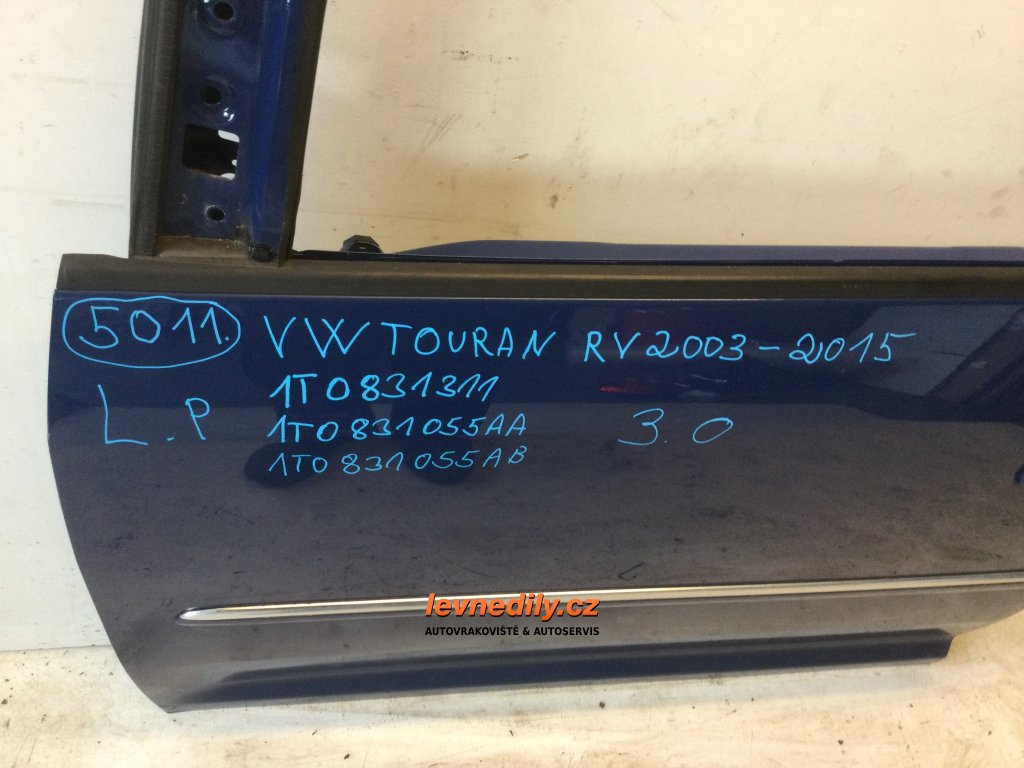 5011. VW TOURAN RV2003-2015
L.P 1T0831311
1T0831055AA 3.0
1T0831055AB
levnedily.cz
AUTOVRAKOVIŠTĚ & AUTOSERVIS